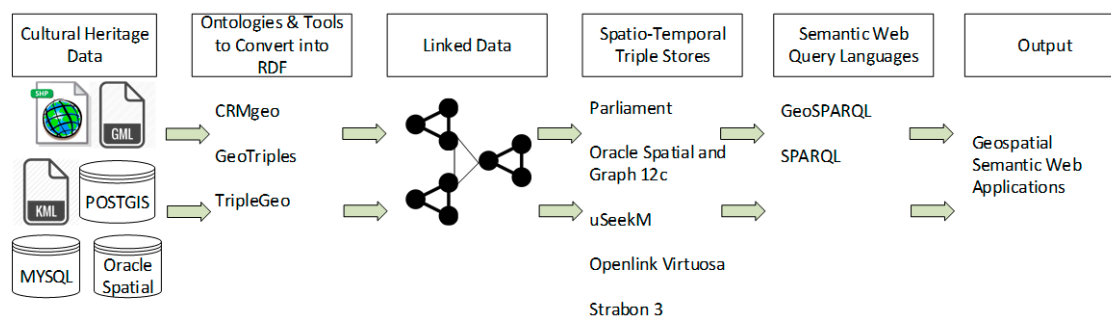 Cultural Heritage
Data
Ontologies & Tools
to Convert into
RDF
Linked Data
Spatio-Temporal
Triple Stores
Semantic Web
Query Languages
Output
SHP
GML
KML
POSTGIS
MYSQL
Oracle
Spatial
CRMgeo
GeoTriples
TripleGeo
Parliament
Oracle Spatial and
Graph 12c
uSeekM
Openlink Virtuosa
Strabon 3
GeoSPARQL
SPARQL
Geospatial
Semantic Web
Applications